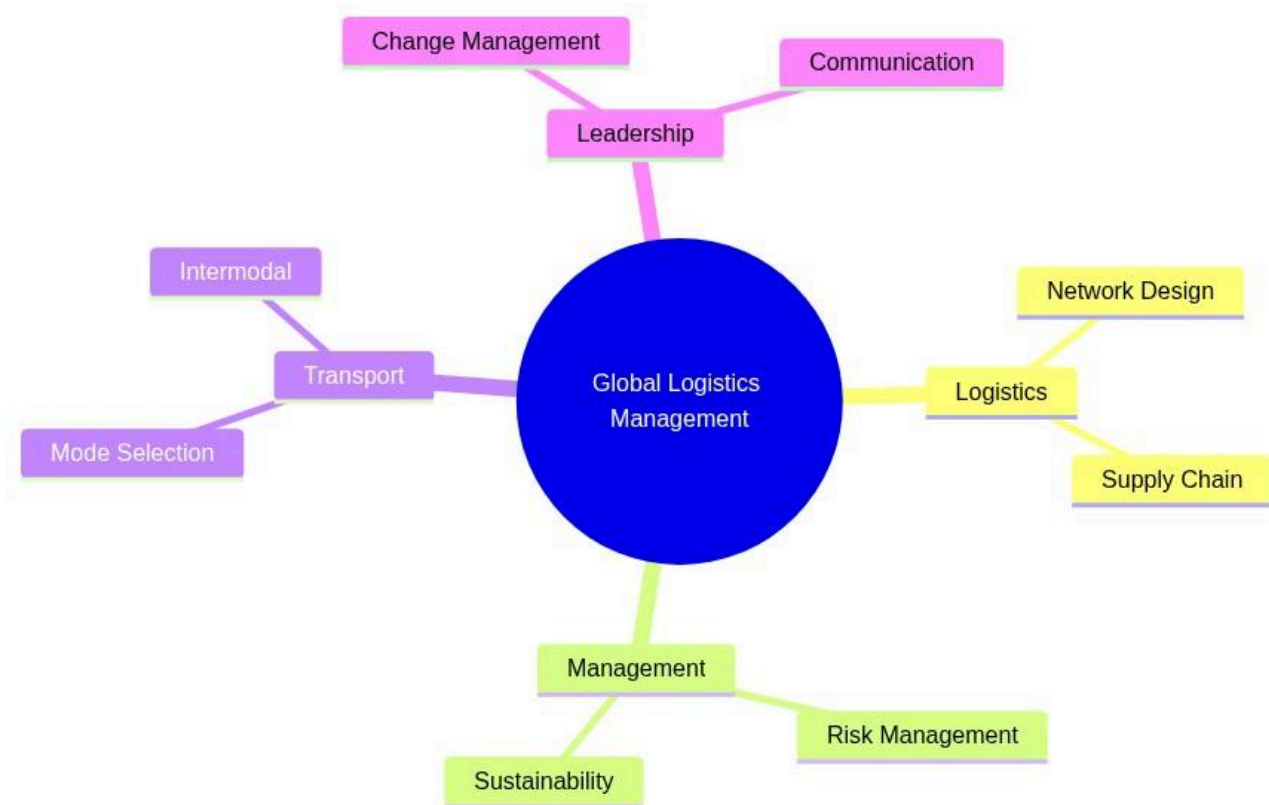 Change Management
Communication
Leadership
Intermodal
Network Design
Transport
Global Logistics
Management
Logistics
Mode Selection
Supply Chain
Management
Risk Management
Sustainability